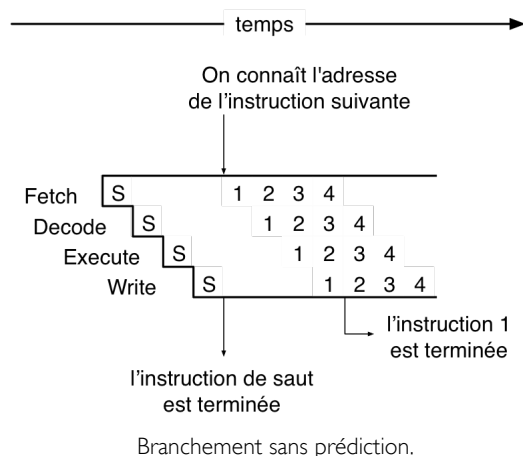 temps
On connaît l'adresse
de l'instruction suivante
Fetch S 1 2 3 4
Decode S 1 2 3 4
Execute S 1 2 3 4
Write S 1 2 3 4
l'instruction 1
est terminée
l'instruction de saut
est terminée
Branchement sans prédiction.